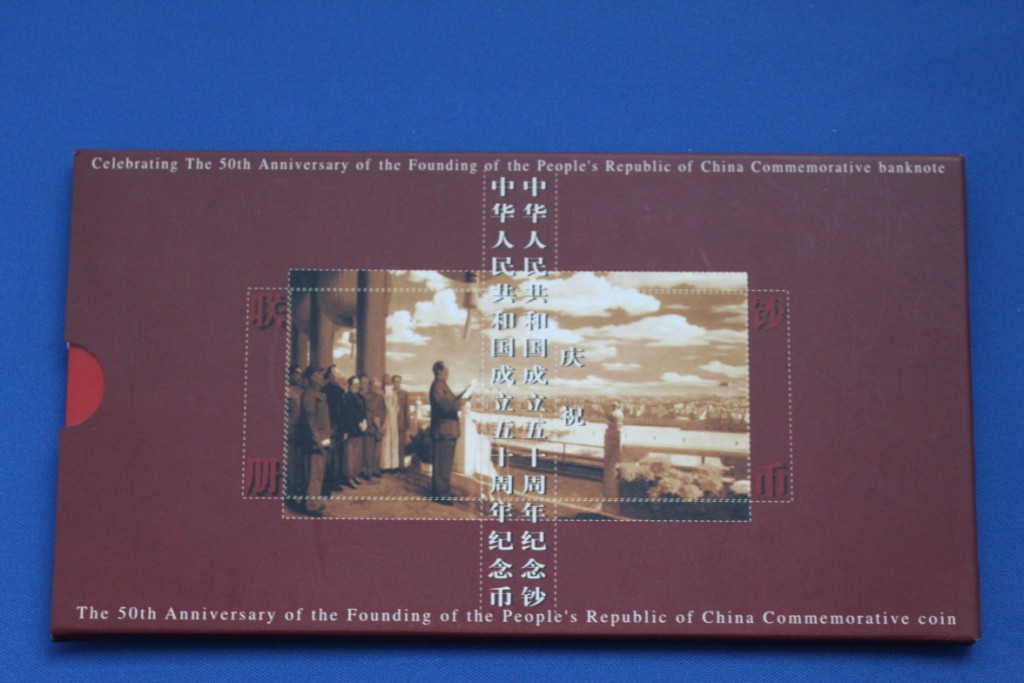 Celebrating The 50th Anniversary of the Founding of the People's Republic of China Commemorative banknote
庆祝
中华人民共和国成立五十周年纪念钞
中华人民共和国成立五十周年纪念币
钞
币
联
册
The 50th Anniversary of the Founding of the People's Republic of China Commemorative coin